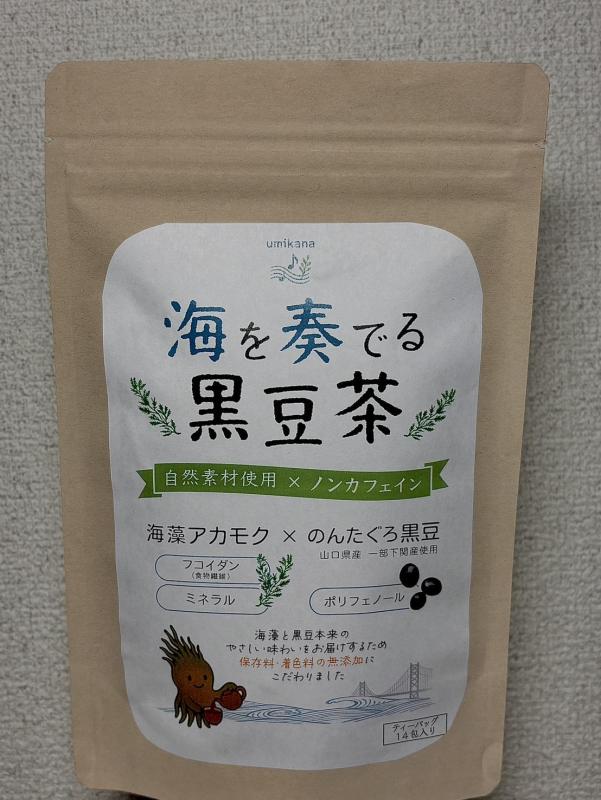 umikana
海を奏でる
黒豆茶
自然素材使用 × ノンカフェイン
海藻アカモク × のんたぐろ黒豆
山口県産 一部下関産使用
フコイダン
(食物繊維)
ミネラル
ポリフェノール
海藻と黒豆本来の
やさしい味わいをお届けするため
保存料・着色料の無添加に
こだわりました
ティーバッグ
14包入り